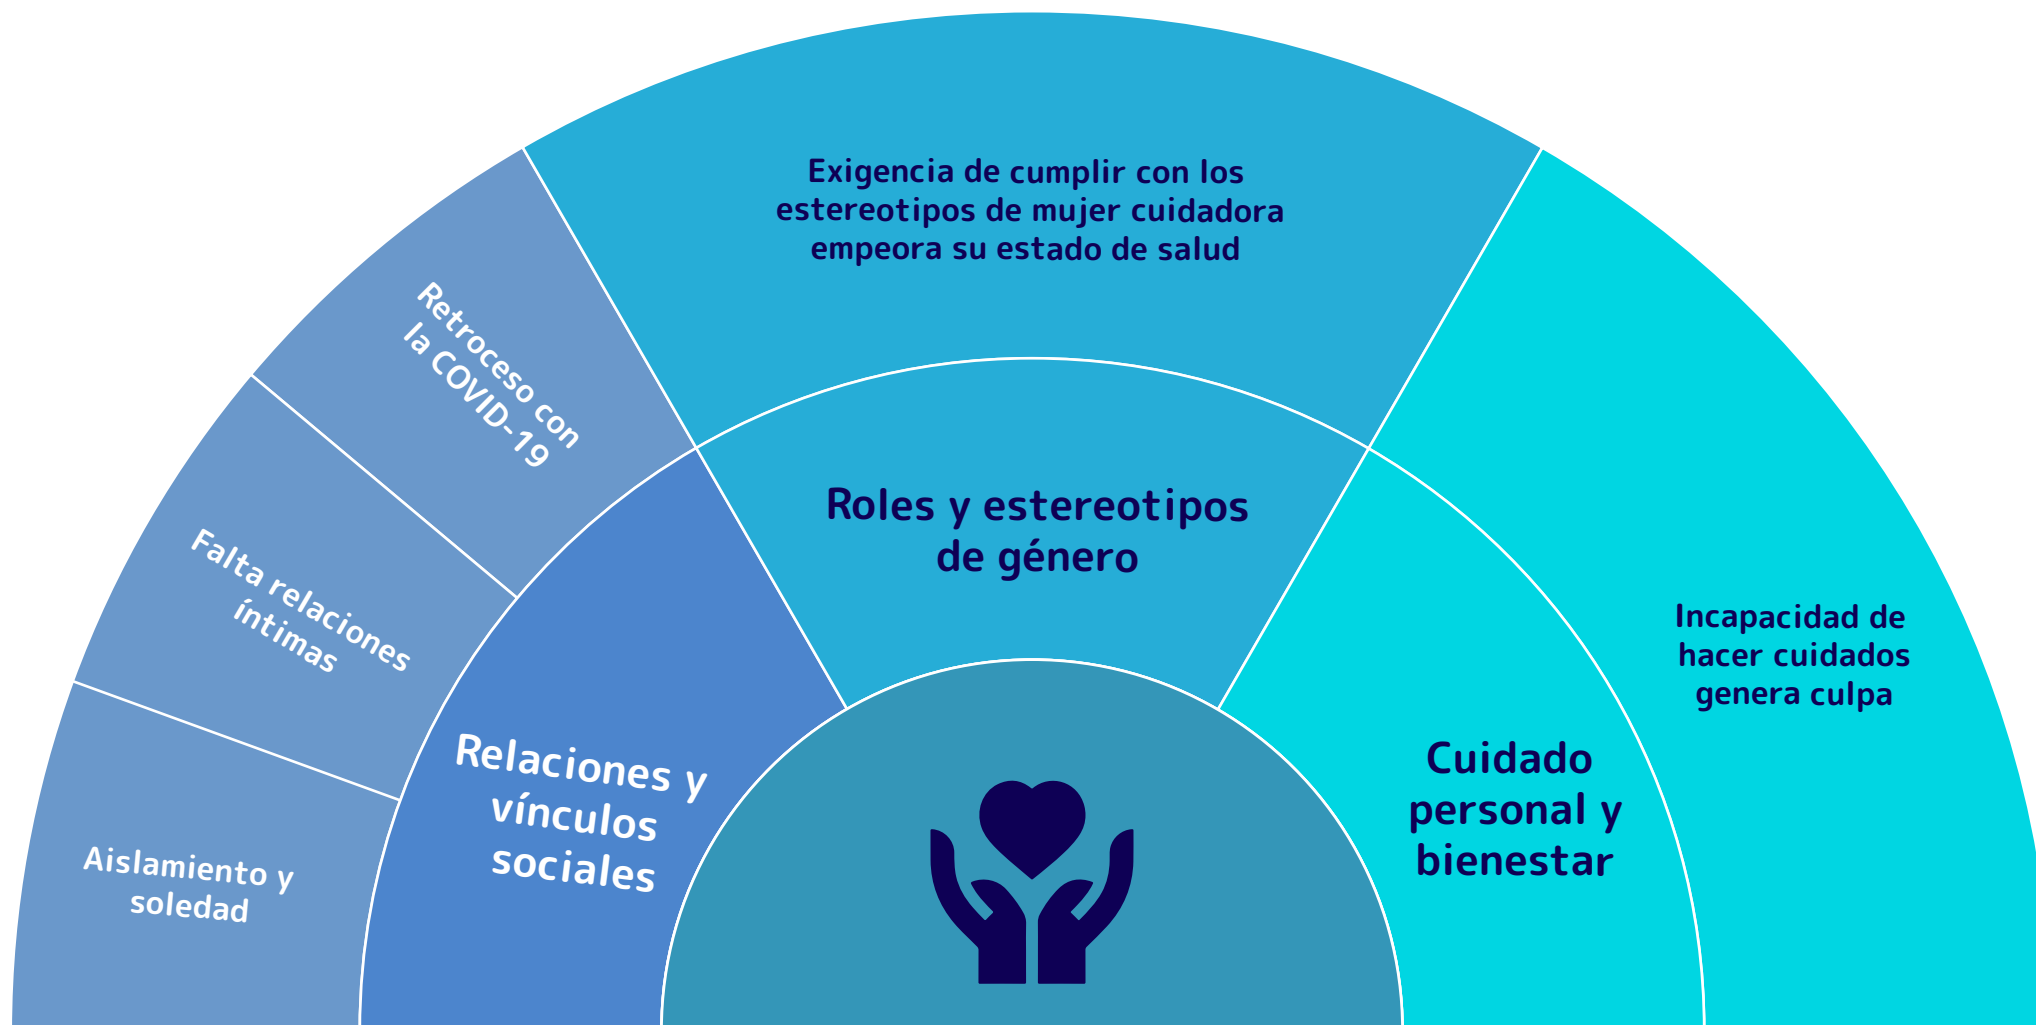 Exigencia de cumplir con los
estereotipos de mujer cuidadora
empeora su estado de salud
Roles y estereotipos
de género
Retroceso con
la COVID-19
Falta relaciones
íntimas
Aislamiento y
soledad
Relaciones y
vínculos
sociales
Cuidado
personal y
bienestar
Incapacidad de
hacer cuidados
genera culpa